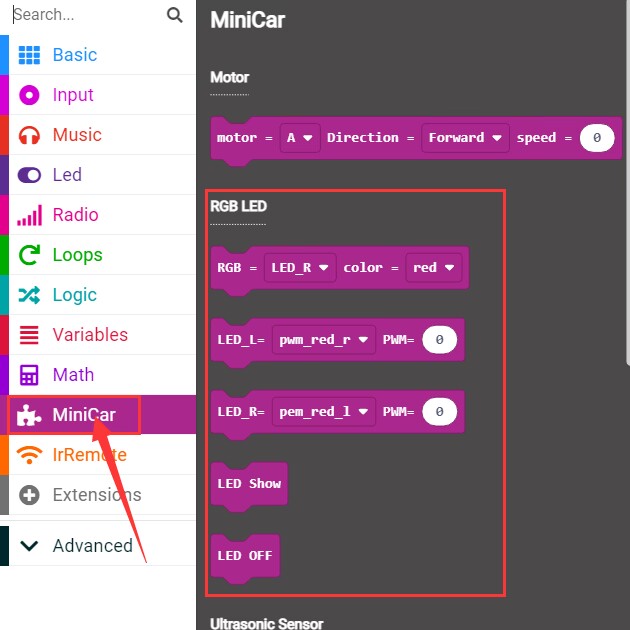 Search...
Basic
Input
Music
Led
Radio
Loops
Logic
Variables
Math
MiniCar
IrRemote
Extensions
Advanced
MiniCar
Motor
motor = A Direction = Forward speed = 0
RGB LED
RGB = LED_R color = red
LED_L= pwm_red_r PWM= 0
LED_R= pem_red_l PWM= 0
LED Show
LED OFF
Ultrasonic Sensor